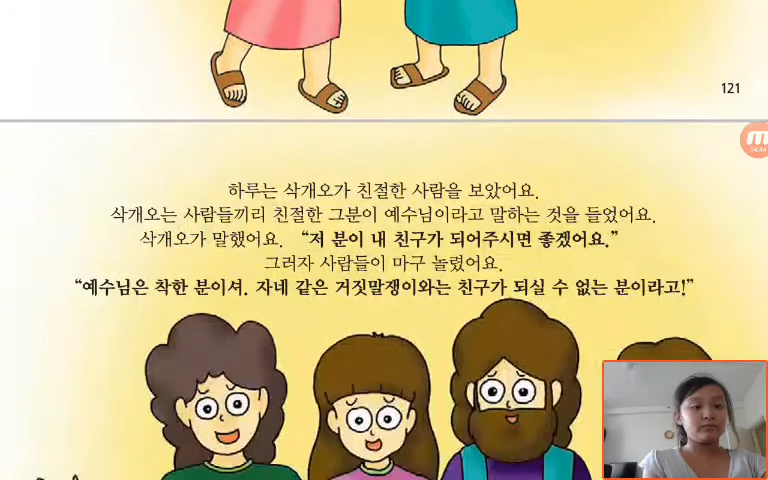 121
14:44
하루는 삭개오가 친절한 사람을 보았어요.
삭개오는 사람들끼리 친절한 그분이 예수님이라고 말하는 것을 들었어요.
삭개오가 말했어요. “저 분이 내 친구가 되어주시면 좋겠어요.”
그러자 사람들이 마구 놀렸어요.
“예수님은 착한 분이셔. 자네 같은 거짓말쟁이와는 친구가 되실 수 없는 분이라고!”